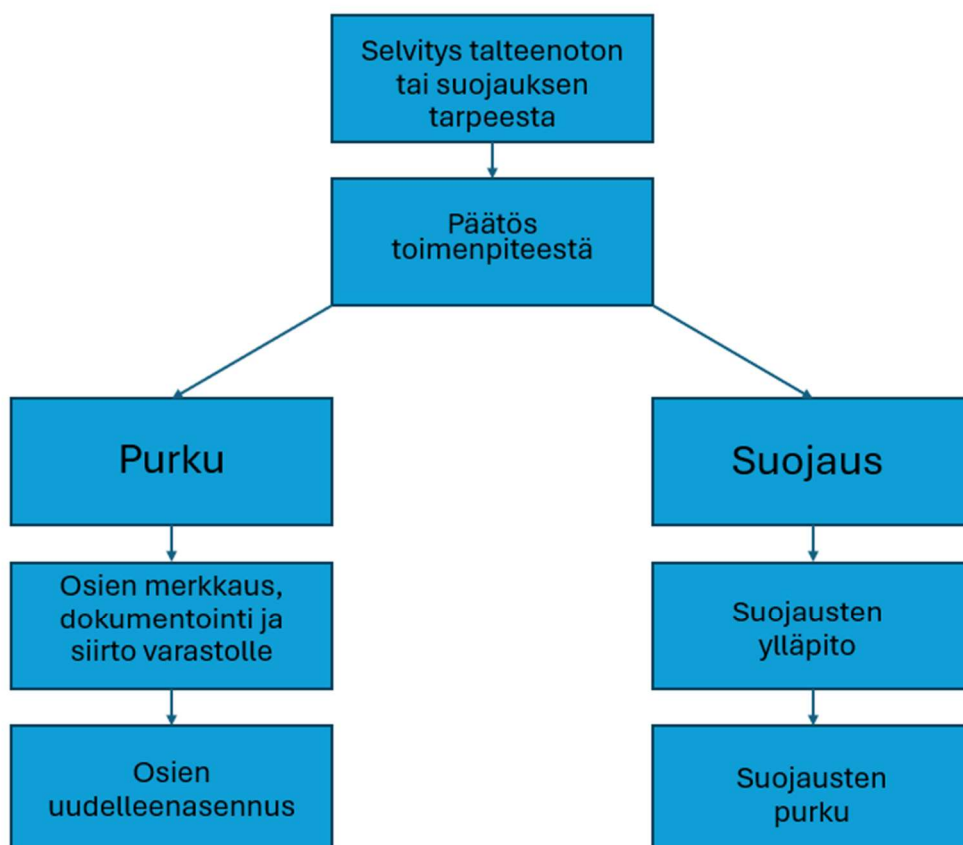 Selvitys talteenoton
tai suojauksen
tarpeesta
Päätös
toimenpiteestä
Purku
Suojaus
Osien merkkaus,
dokumentointi ja
siirto varastolle
Suojausten
ylläpito
Osien
uudelleenasennus
Suojausten
purku